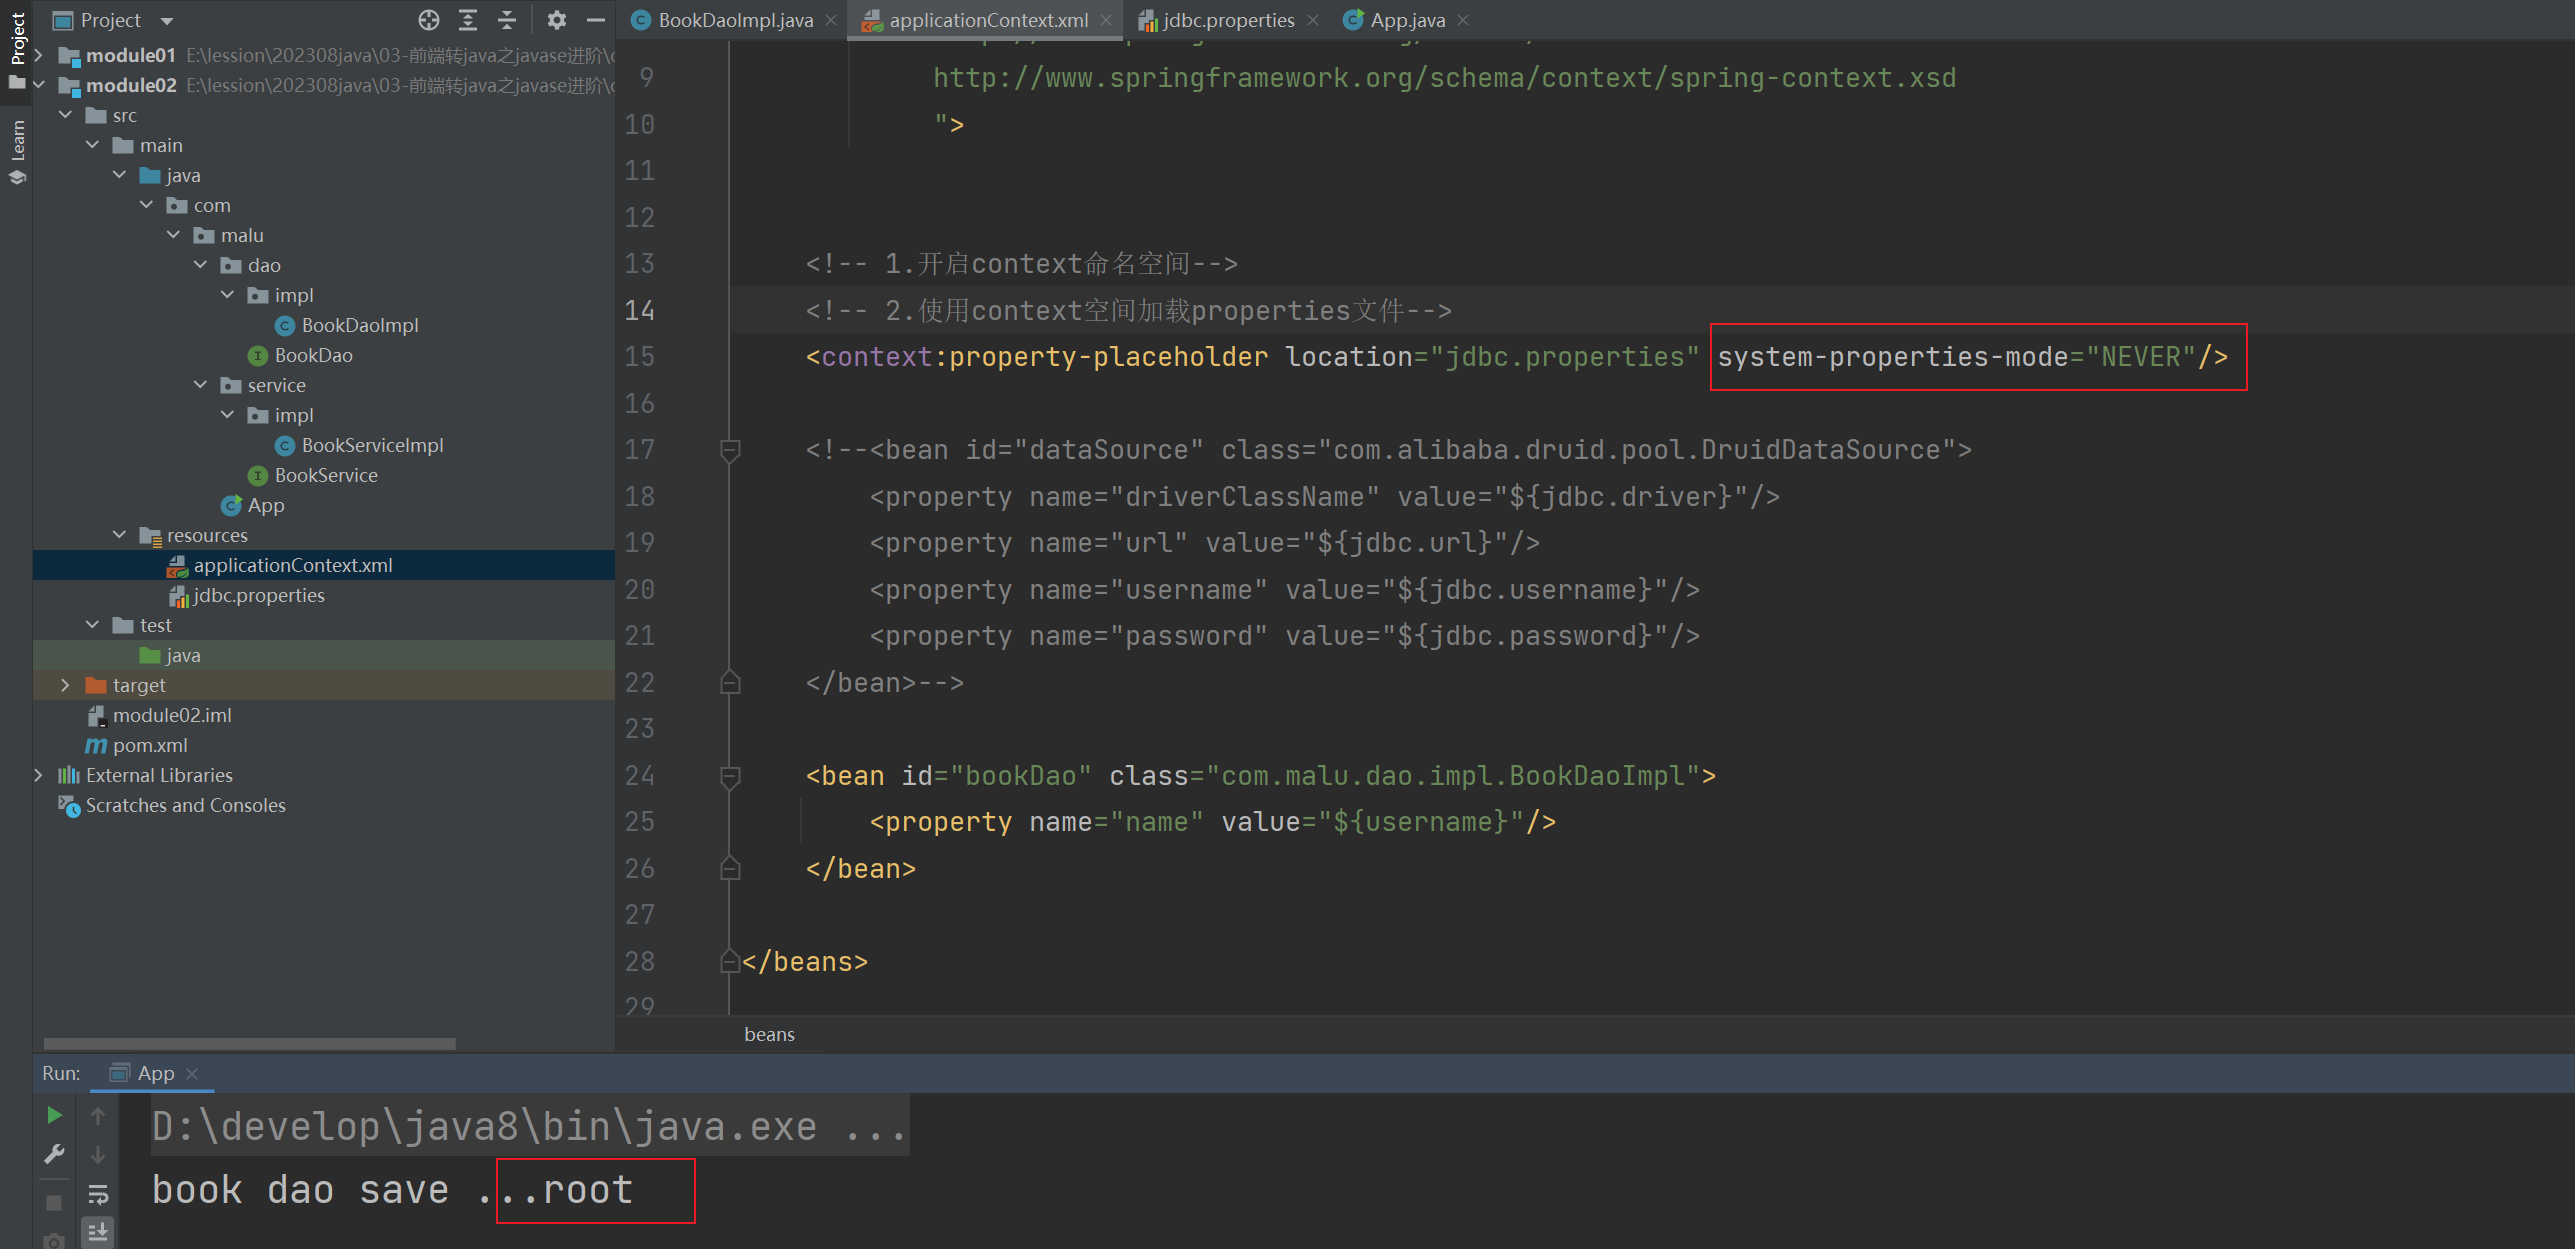 Project
Learn
Project
module01 E:\lession\202308java\03-前端转java之javase进阶\
module02 E:\lession\202308java\03-前端转java之javase进阶\
src
main
java
com
malu
dao
impl
BookDaoImpl
BookDao
service
impl
BookServiceImpl
BookService
App
resources
applicationContext.xml
jdbc.properties
test
java
target
module02.iml
pom.xml
External Libraries
Scratches and Consoles
BookDaoImpl.java
applicationContext.xml
jdbc.properties
App.java
9 http://www.springframework.org/schema/context/spring-context.xsd
10 ">
11
12
13 <!-- 1.开启context命名空间-->
14 <!-- 2.使用context空间加载properties文件-->
15 <context:property-placeholder location="jdbc.properties" system-properties-mode="NEVER"/>
16
17 <!--<bean id="dataSource" class="com.alibaba.druid.pool.DruidDataSource">
18 <property name="driverClassName" value="${jdbc.driver}"/>
19 <property name="url" value="${jdbc.url}"/>
20 <property name="username" value="${jdbc.username}"/>
21 <property name="password" value="${jdbc.password}"/>
22 </bean>-->
23
24 <bean id="bookDao" class="com.malu.dao.impl.BookDaoImpl">
25 <property name="name" value="${username}"/>
26 </bean>
27
28 </beans>
29
beans
Run: App
D:\develop\java8\bin\java.exe ...
book dao save ...root